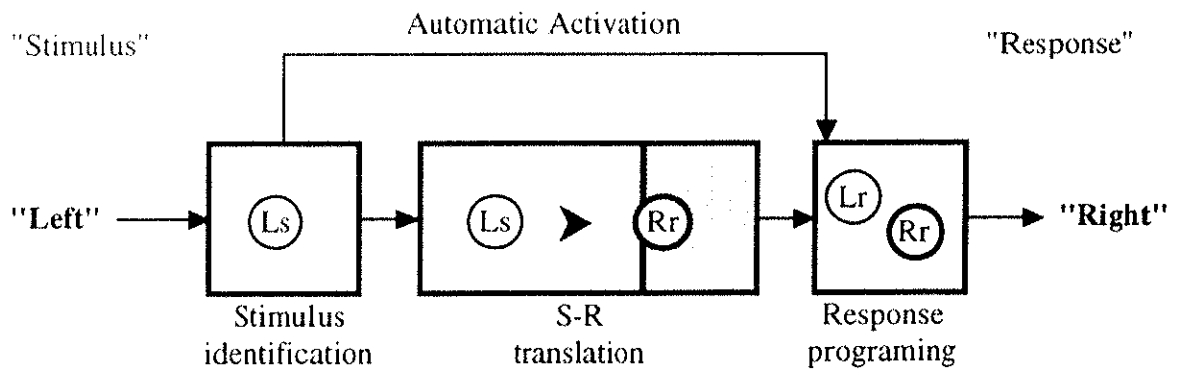 Automatic Activation
"Stimulus"
"Response"
"Left"
Ls
Ls
Rr
Lr
Rr
"Right"
Stimulus
identification
S-R
translation
Response
programing